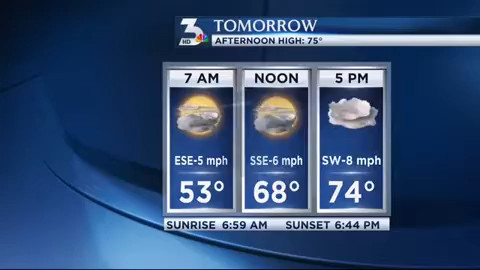 3
HD
TOMORROW
AFTERNOON HIGH: 75°
7 AM
NOON
5 PM
ESE-5 mph
SSE-6 mph
SW-8 mph
53°
68°
74°
SUNRISE 6:59 AM SUNSET 6:44 PM